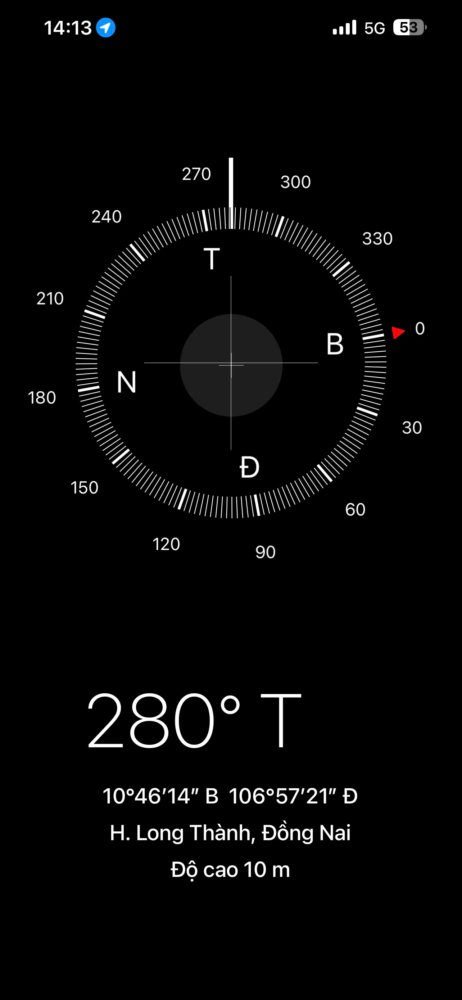 14:13 5G 53
270 300
240 330
210 0
T
B
N
180 30
Đ
150 60
120 90
280° T
10°46’14” B 106°57’21” Đ
H. Long Thành, Đồng Nai
Độ cao 10 m